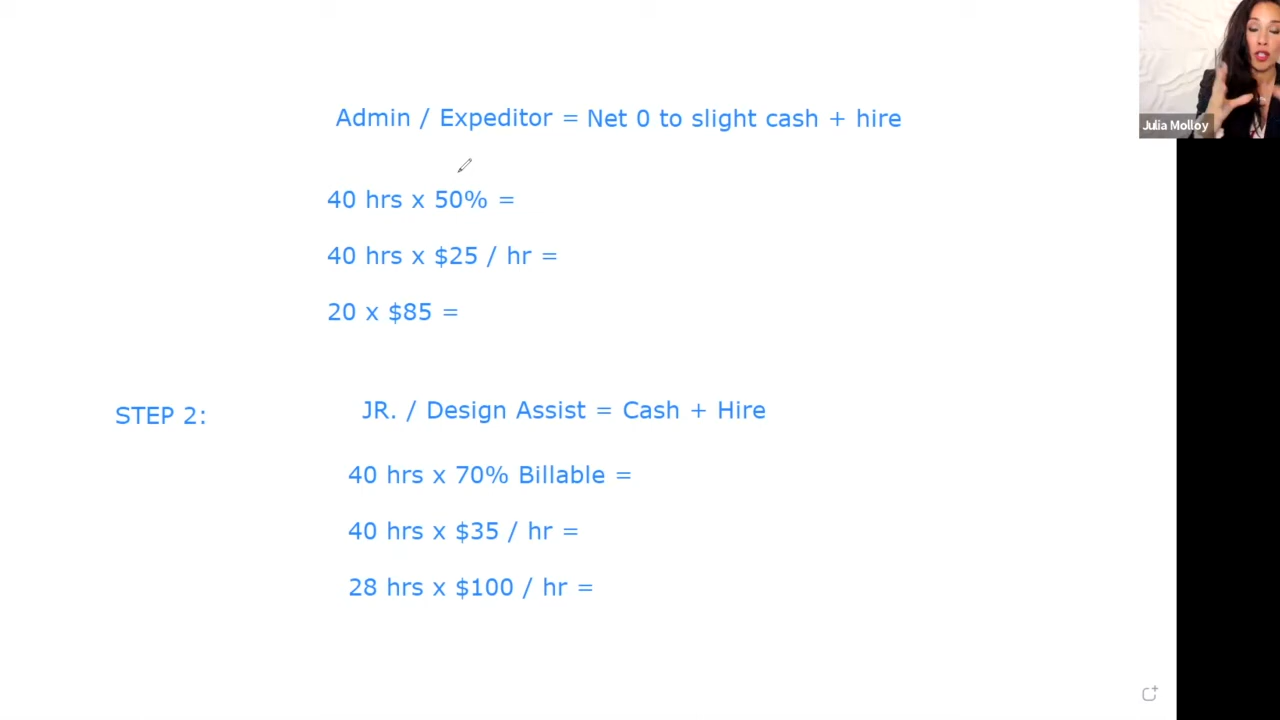 Julia Molloy
Admin / Expeditor = Net 0 to slight cash + hire
40 hrs x 50% =
40 hrs x $25 / hr =
20 x $85 =
STEP 2:
JR. / Design Assist = Cash + Hire
40 hrs x 70% Billable =
40 hrs x $35 / hr =
28 hrs x $100 / hr =